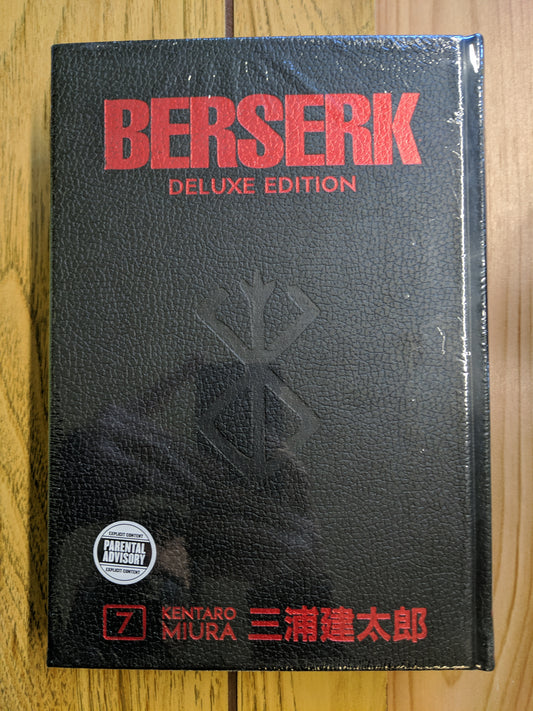 BERSERK
DELUXE EDITION
EXPLICIT CONTENT
PARENTAL
ADVISORY
EXPLICIT CONTENT
7
KENTARO
MIURA
三浦建太郎